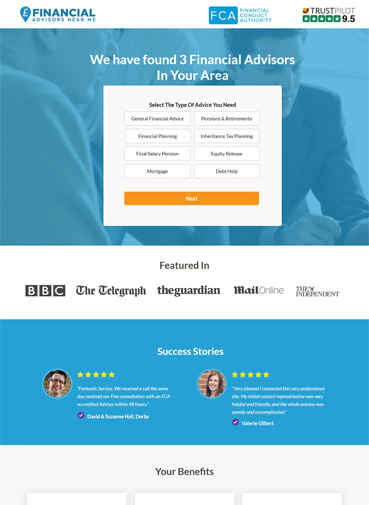 FINANCIAL
ADVISORS NEAR ME
FCA
FINANCIAL
CONDUCT
AUTHORITY
TRUSTPILOT
9.5
We have found 3 Financial Advisors
In Your Area
Select The Type Of Advice You Need
General Financial Advice
Pensions & Retirements
Financial Planning
Inheritance Tax Planning
Final Salary Pension
Equity Release
Mortgage
Debt Help
Next
Featured In
BBC
The Telegraph
theguardian
MailOnline
THE
INDEPENDENT
Success Stories
"Fantastic Service. We received a call the same
day received our Free consultation with an FCA
accredited Advisor within 48 hours."
David & Suzanne Hall, Derby
"Very pleased I contacted this very professional
site. My initial contact representative was very
helpful and friendly, and the whole process was
speedy and uncomplicated."
Valerie Gilbert
Your Benefits